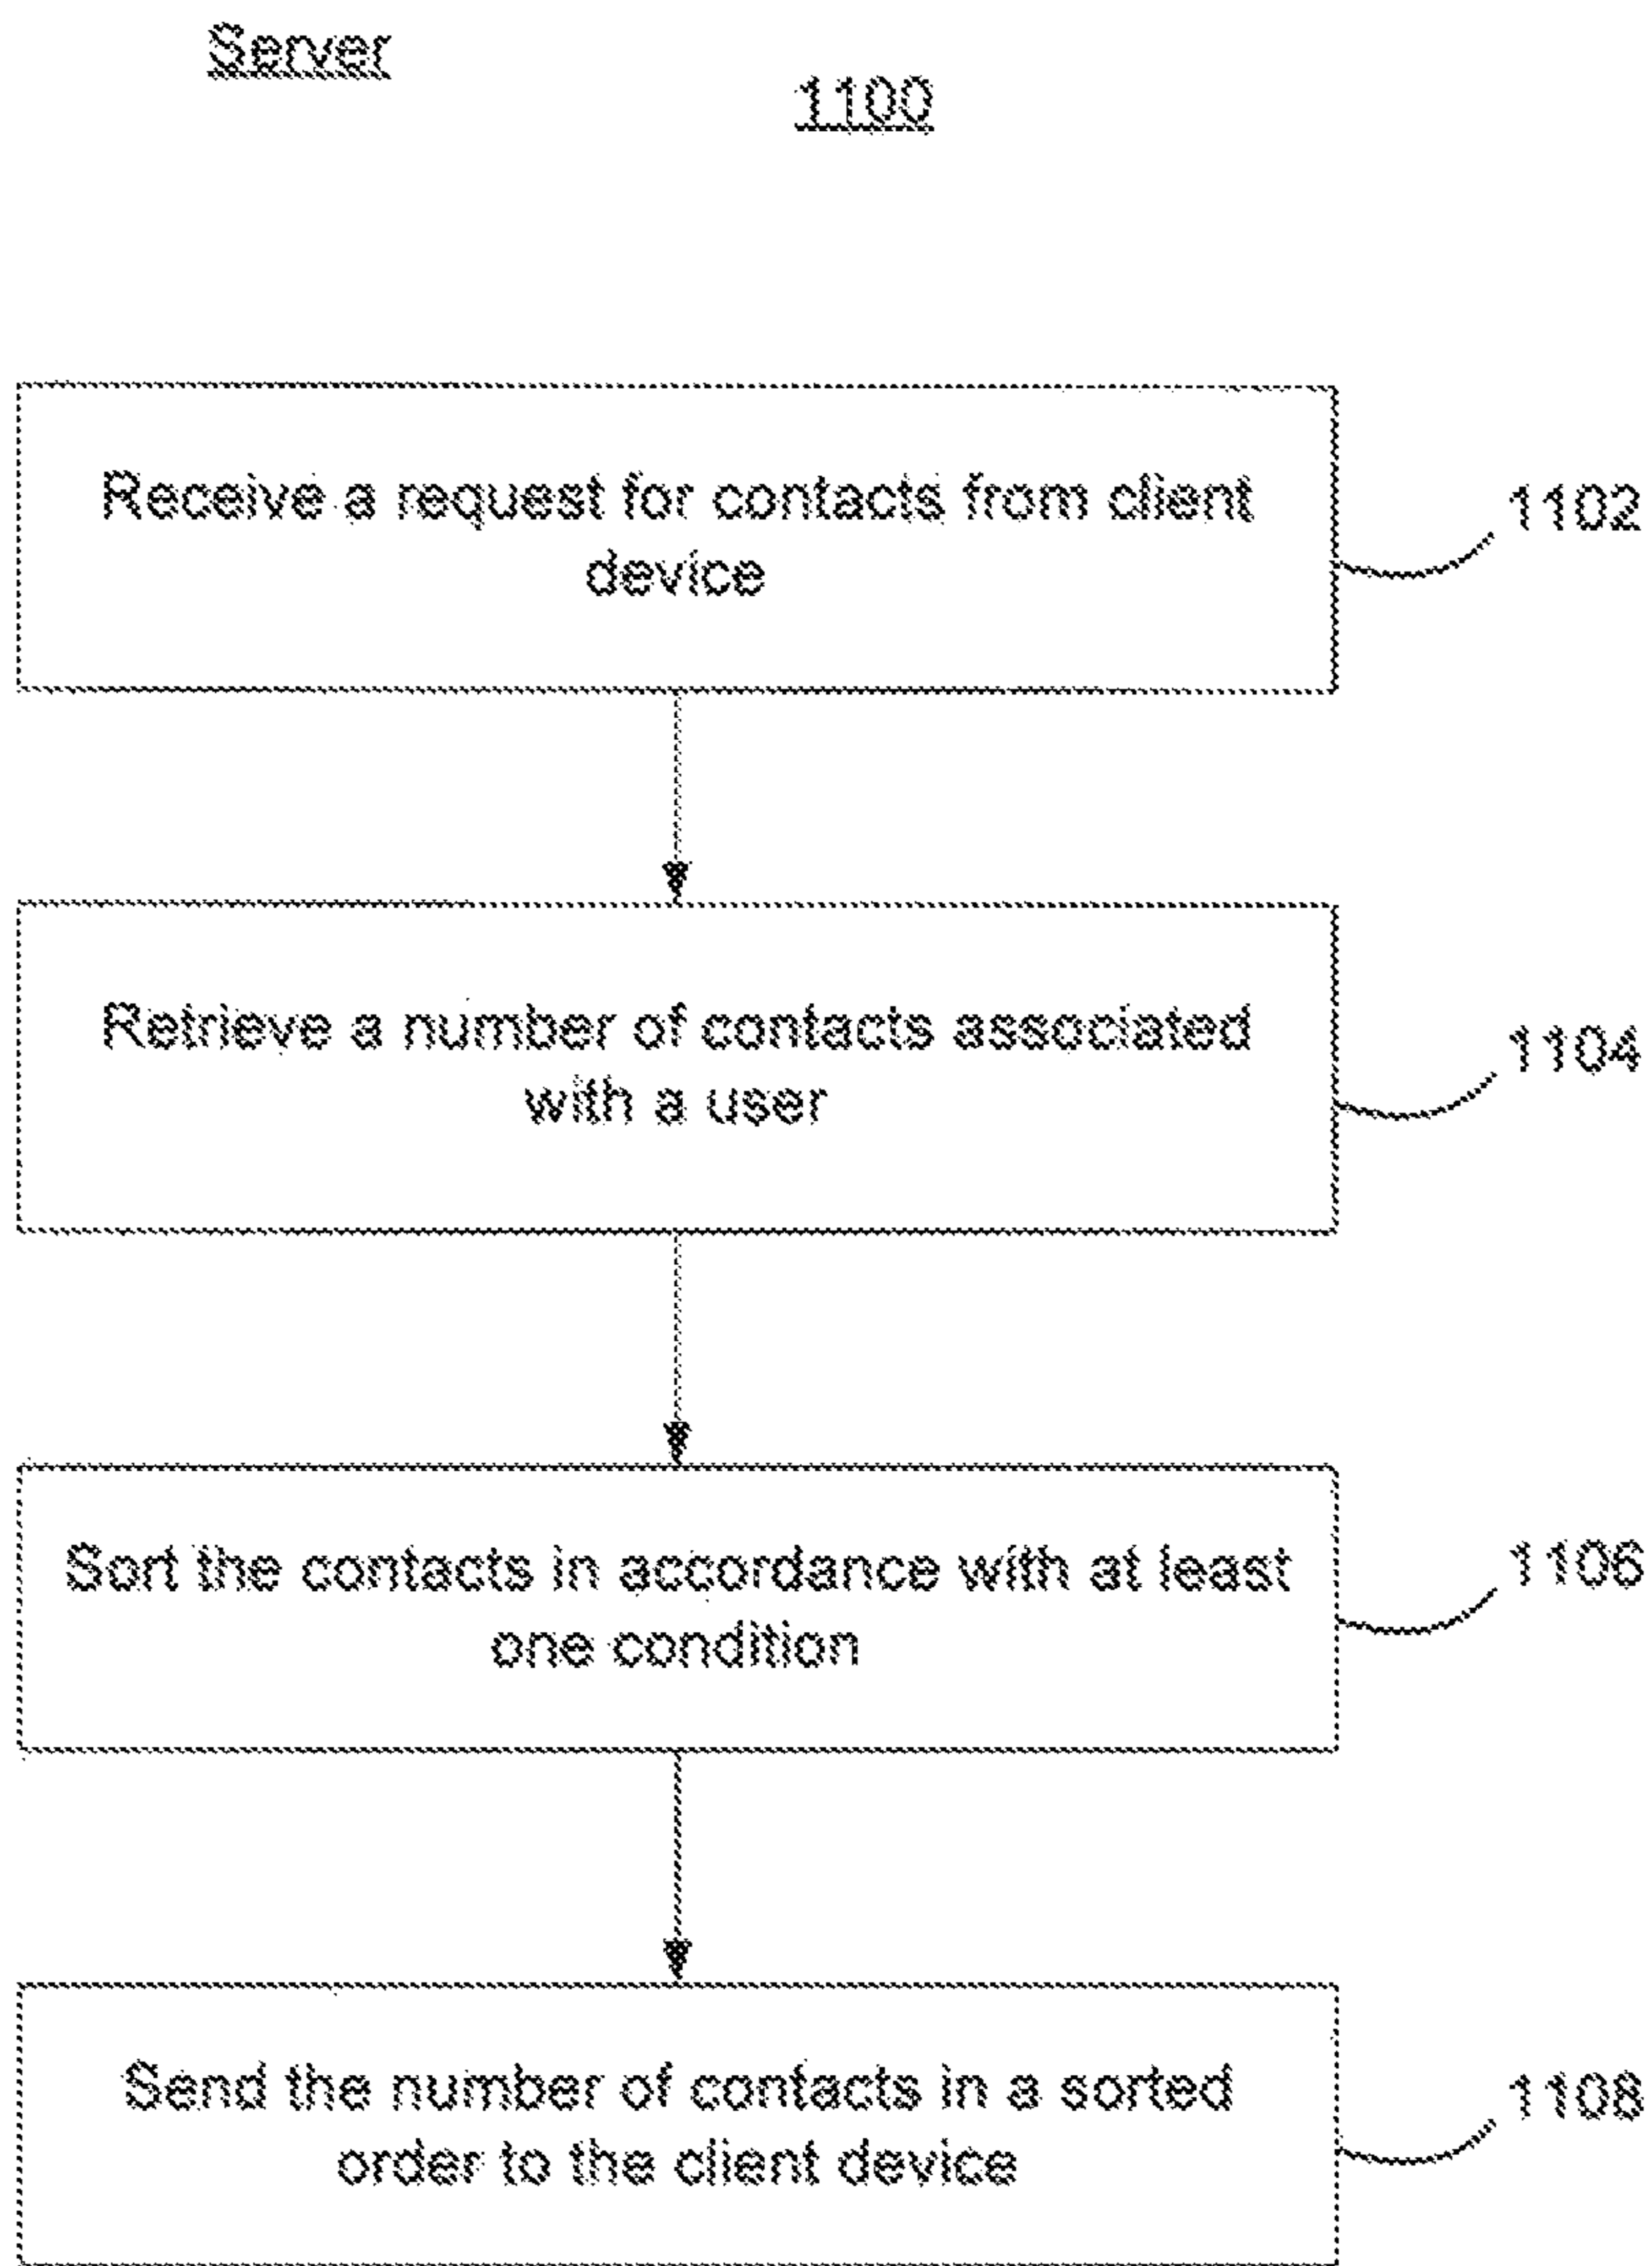 Server
1100
Receive a request for contacts from client
device
1102
Retrieve a number of contacts associated
with a user
1104
Sort the contacts in accordance with at least
one condition
1106
Send the number of contacts in a sorted
order to the client device
1108